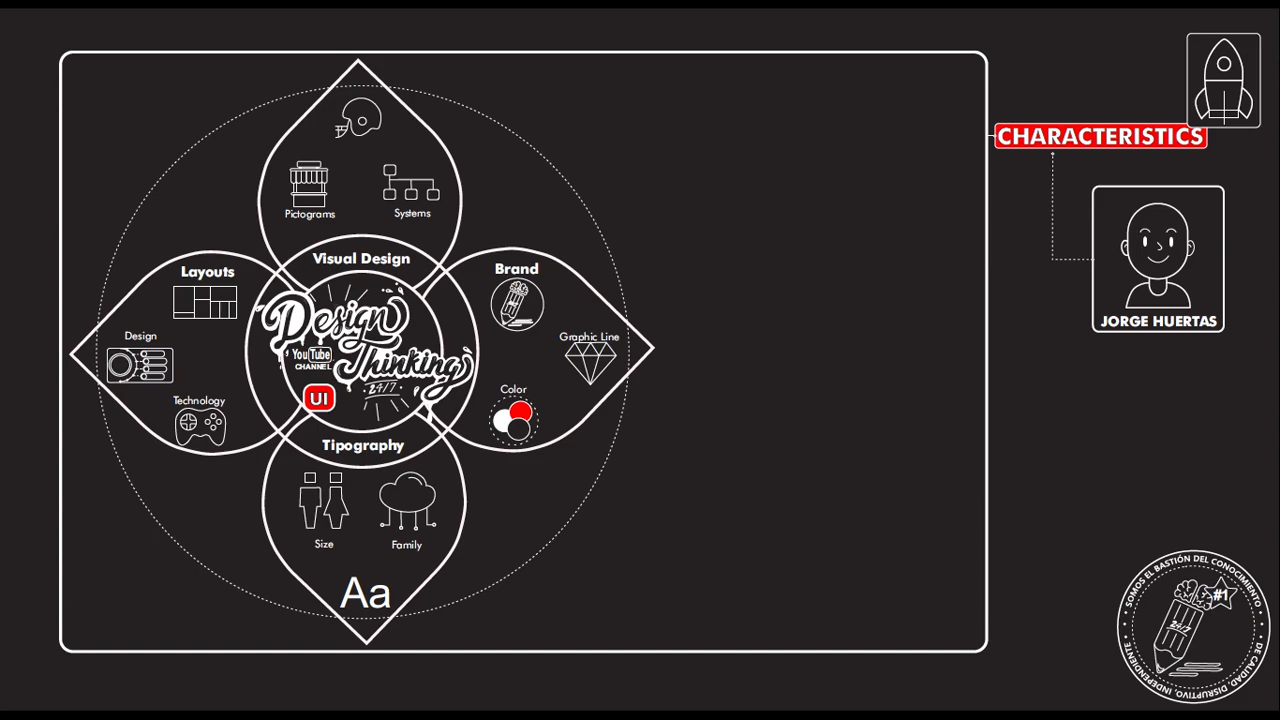 CHARACTERISTICS
JORGE HUERTAS
Pictograms
Systems
Visual Design
Layouts
Design
Technology
Brand
Graphic Line
Color
Design
Thinking
YouTube
CHANNEL
24/7
UI
Tipography
Size
Family
Aa
SOMOS EL BASTIÓN DEL CONOCIMIENTO
DE CALIDAD, DISRUPTIVO, INDEPENDIENTE
#1
24/7